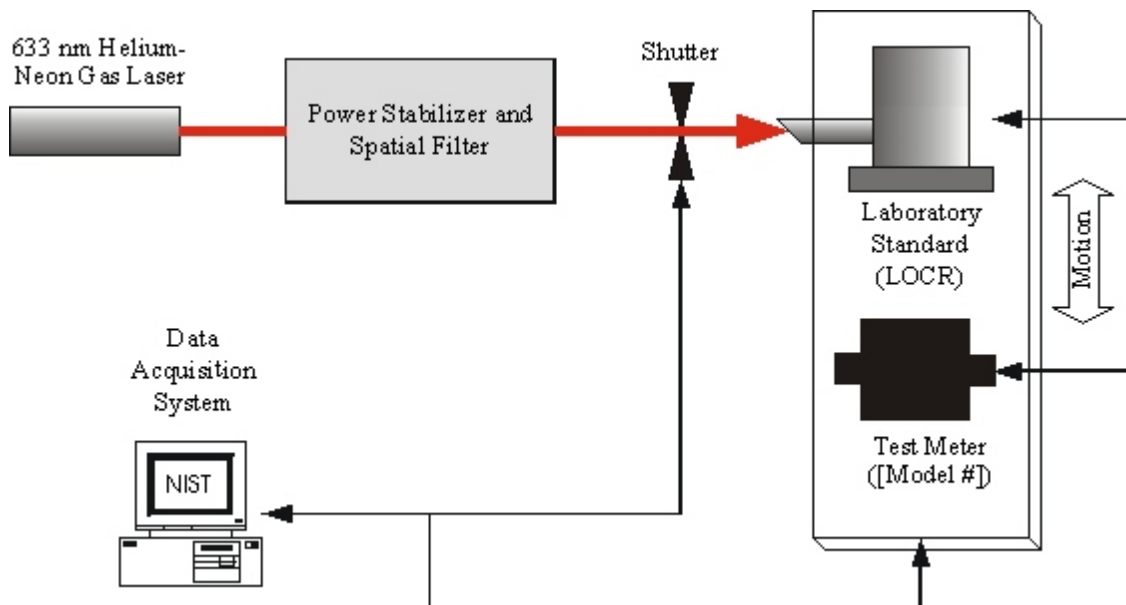 633 nm Helium-
Neon Gas Laser
Power Stabilizer and
Spatial Filter
Shutter
Laboratory
Standard
(LOCR)
Motion
Test Meter
([Model #])
Data
Acquisition
System
NIST